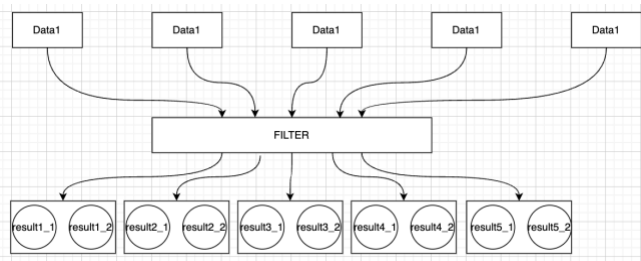 Data1 Data1 Data1 Data1 Data1
FILTER
result1_1 result1_2 result2_1 result2_2 result3_1 result3_2 result4_1 result4_2 result5_1 result5_2